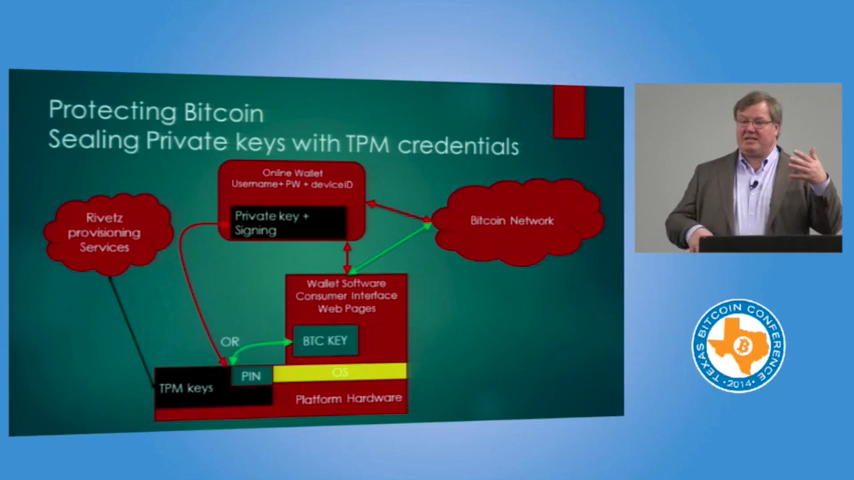 Protecting Bitcoin
Sealing Private keys with TPM credentials
Online Wallet
Username+ PW + deviceID
Private key +
Signing
Rivetz
provisioning
Services
Bitcoin Network
Wallet Software
Consumer Interface
Web Pages
OR
BTC KEY
PIN
OS
TPM keys
Platform Hardware
TEXAS BITCOIN CONFERENCE
•2014•